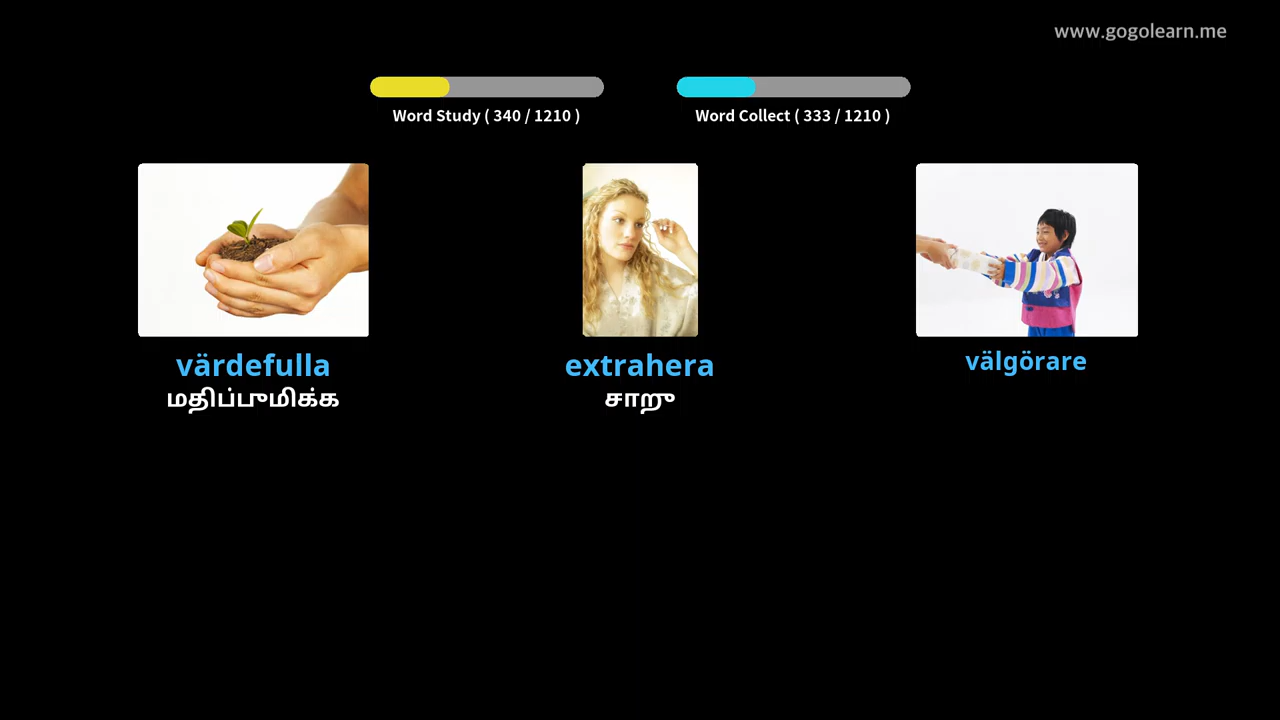 www.gogolearn.me
Word Study ( 340 / 1210 )
Word Collect ( 333 / 1210 )
värdefulla
மதிப்புமிக்க
extrahera
சாறு
välgörare